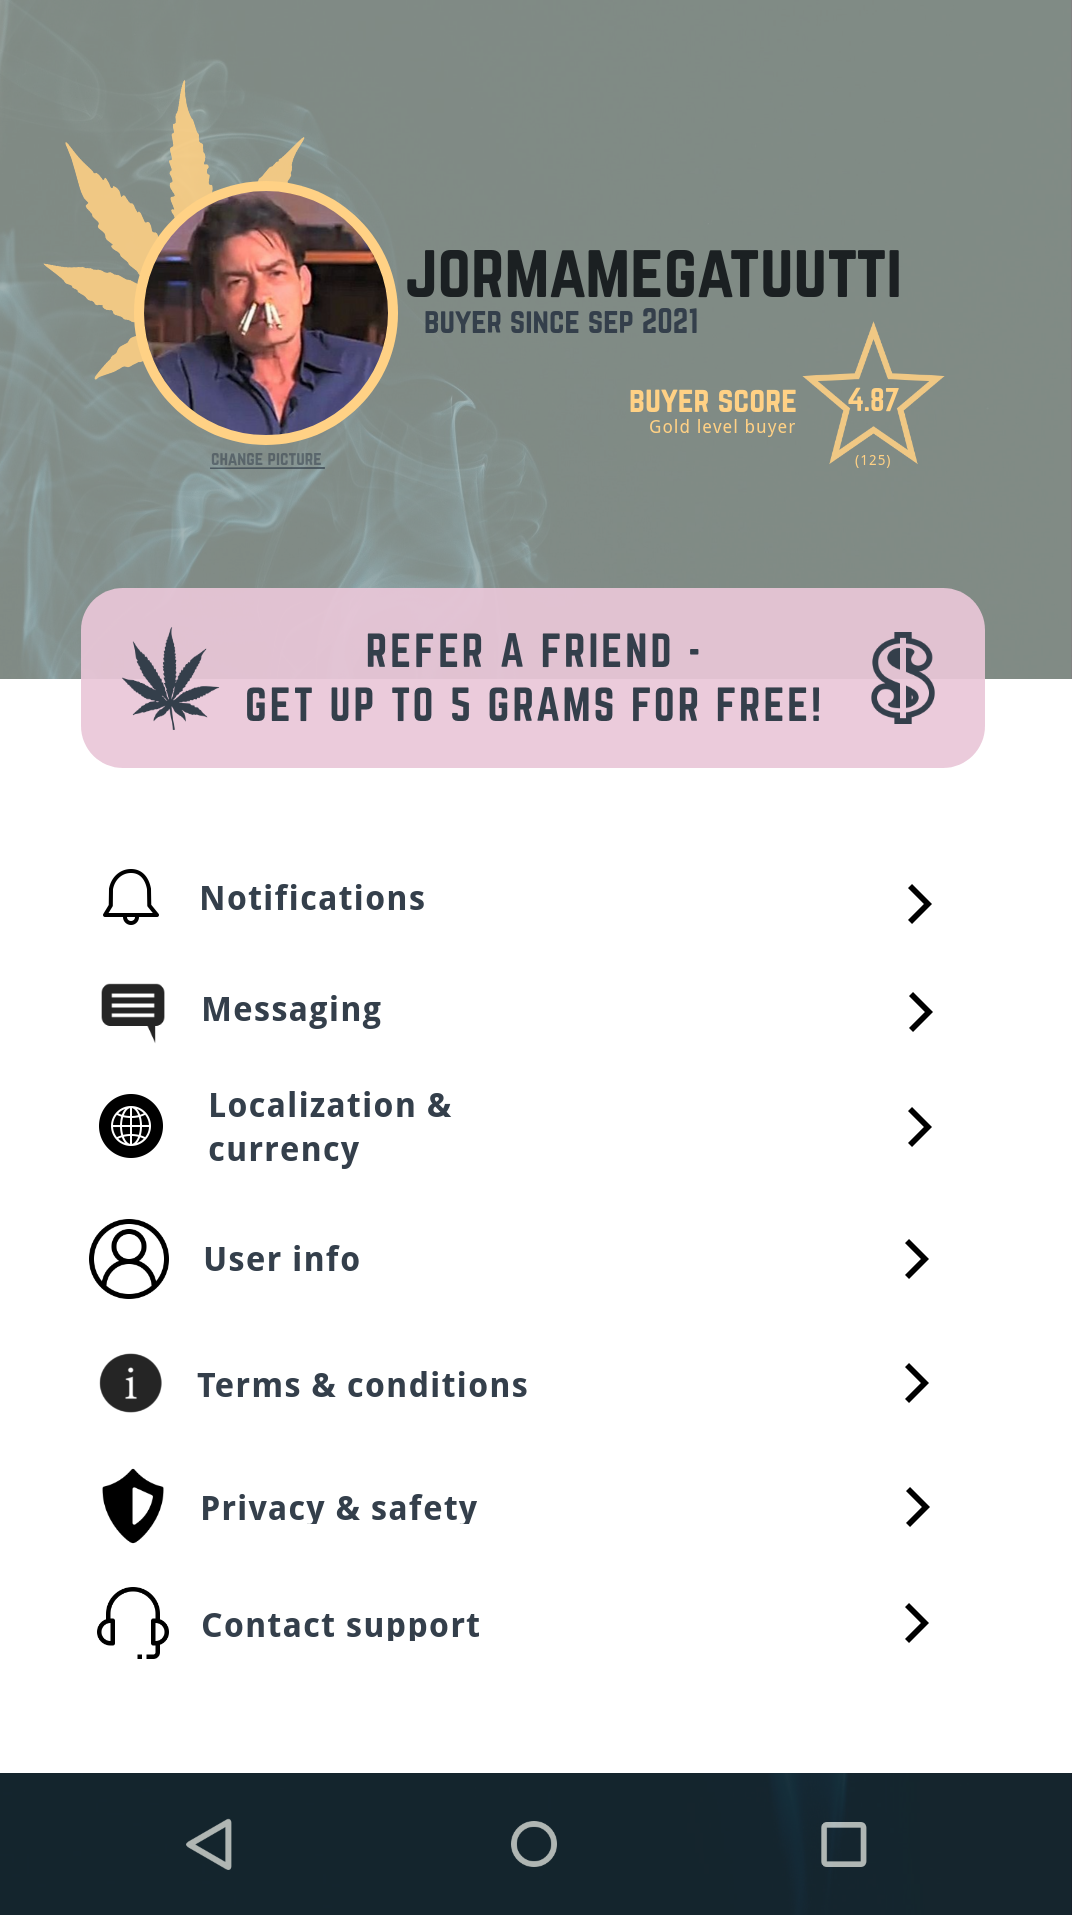 JORMAMEGATUUTTI
BUYER SINCE SEP 2021
BUYER SCORE
Gold level buyer
4.87
(125)
CHANGE PICTURE
REFER A FRIEND -
GET UP TO 5 GRAMS FOR FREE!
Notifications
Messaging
Localization &
currency
User info
Terms & conditions
Privacy & safety
Contact support